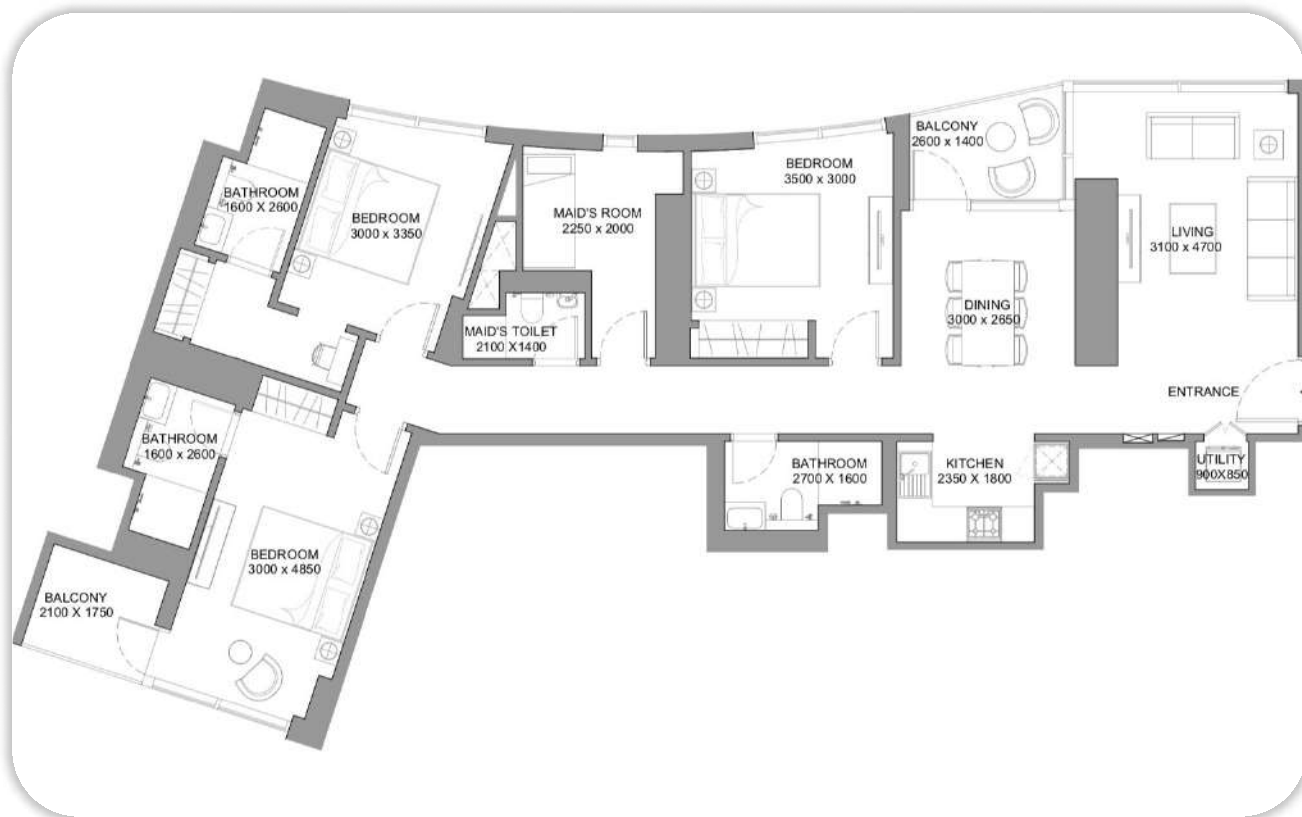 BALCONY
2600 x 1400
BEDROOM
3500 x 3000
BATHROOM
1600 X 2600
BEDROOM
3000 x 3350
MAID'S ROOM
2250 x 2000
LIVING
3100 x 4700
DINING
3000 x 2650
MAID'S TOILET
2100 X1400
ENTRANCE
BATHROOM
1600 x 2600
BATHROOM
2700 X 1600
KITCHEN
2350 X 1800
UTILITY
900X850
BEDROOM
3000 x 4850
BALCONY
2100 X 1750